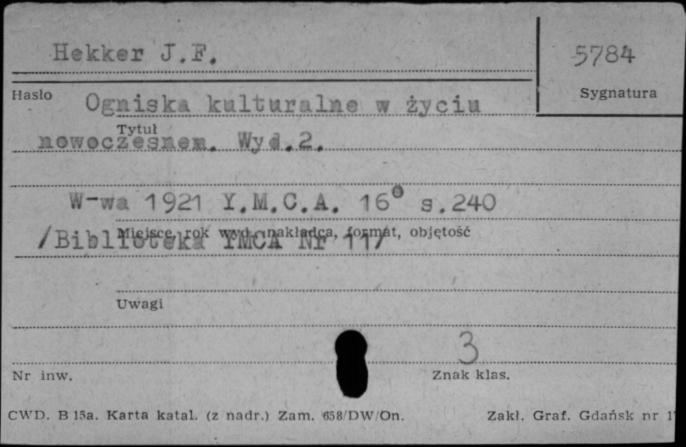 Hekker J.F.
5784
Hasło
Sygnatura
Ogniska kulturalne w życiu
Tytuł
nowoczesnem. Wyd.2.
W-wa 1921 Y.M.C.A. 16° s.240
Miejsce, rok wyd., nakładca, format, objętość
/Biblioteka YMCA Nr 11/
Uwagi
3
Nr inw.
Znak klas.
CWD. B 15a. Karta katal. (z nadr.) Zam. 658/DW/On.
Zakł. Graf. Gdańsk nr